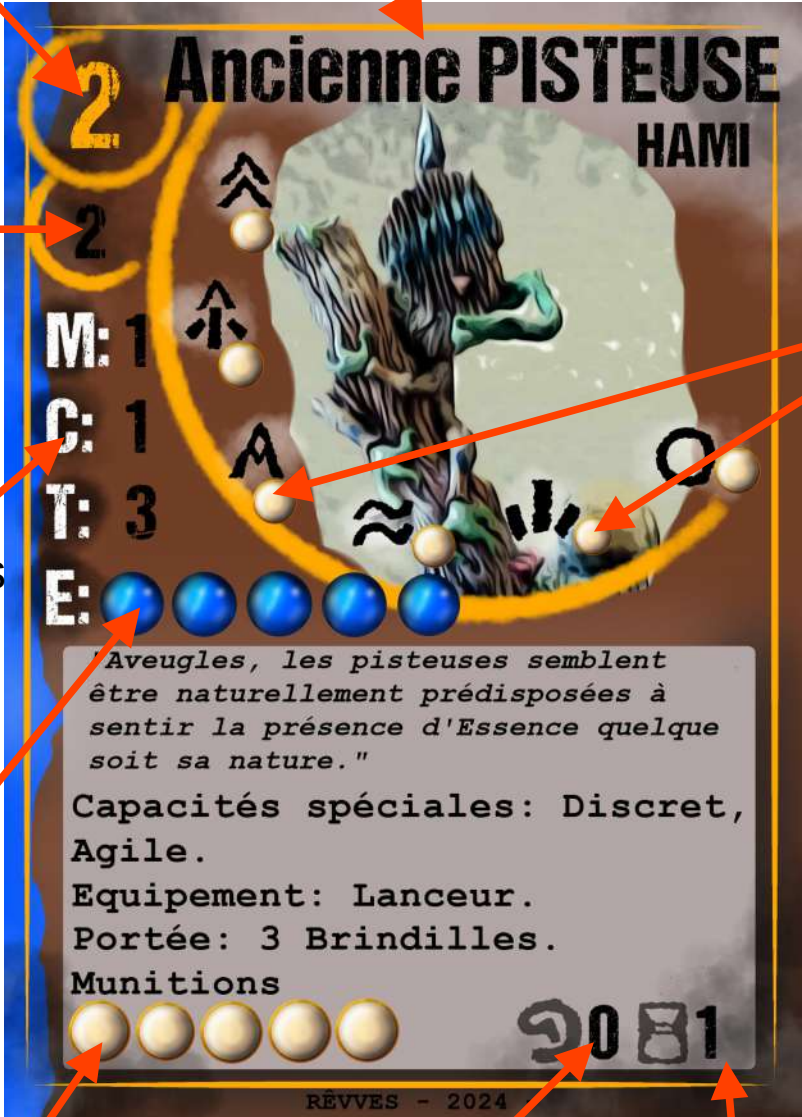 Ancienne PISTEUSE
HAMI
2
2
M: 1
C: 1
T: 3
E:
S
"Aveugles, les pisteuses semblent
être naturellement prédisposées à
sentir la présence d'Essence quelque
soit sa nature."
Capacités spéciales: Discret,
Agile.
Equipement: Lanceur.
Portée: 3 Brindilles.
Munitions
0 1
RÊVVES - 2024 -